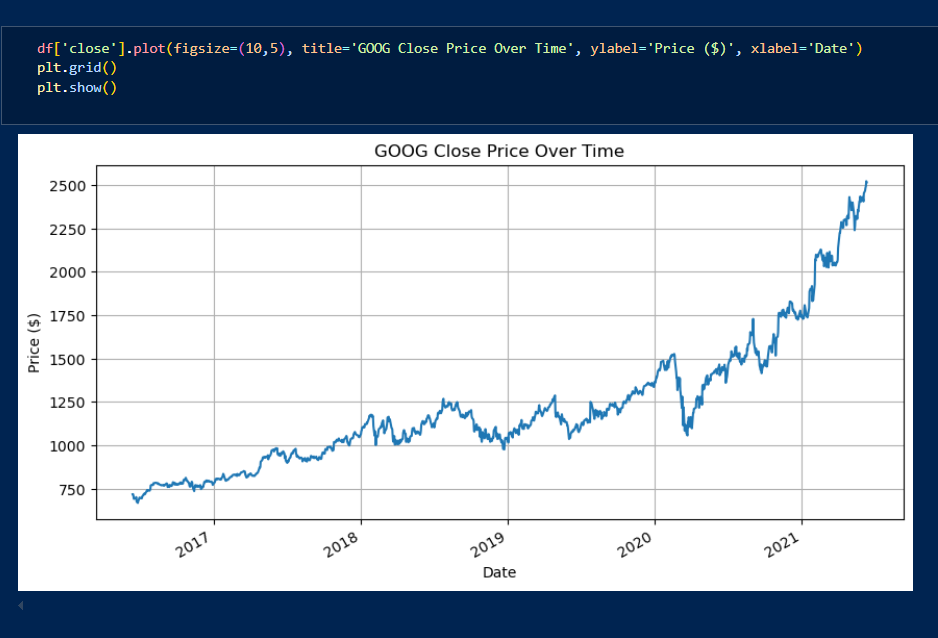 df['close'].plot(figsize=(10,5), title='GOOG Close Price Over Time', ylabel='Price ($)', xlabel='Date')
plt.grid()
plt.show()
GOOG Close Price Over Time
2500
2250
2000
1750
1500
1250
1000
750
Price ($)
2017
2018
2019
2020
2021
Date